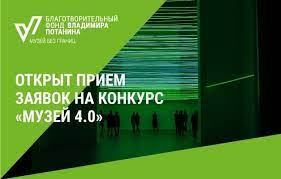 БЛАГОТВОРИТЕЛЬНЫЙ
ФОНД ВЛАДИМИРА
ПОТАНИНА
МУЗЕЙ БЕЗ ГРАНИЦ
ОТКРЫТ ПРИЕМ
ЗАЯВОК НА КОНКУРС
«МУЗЕЙ 4.0»